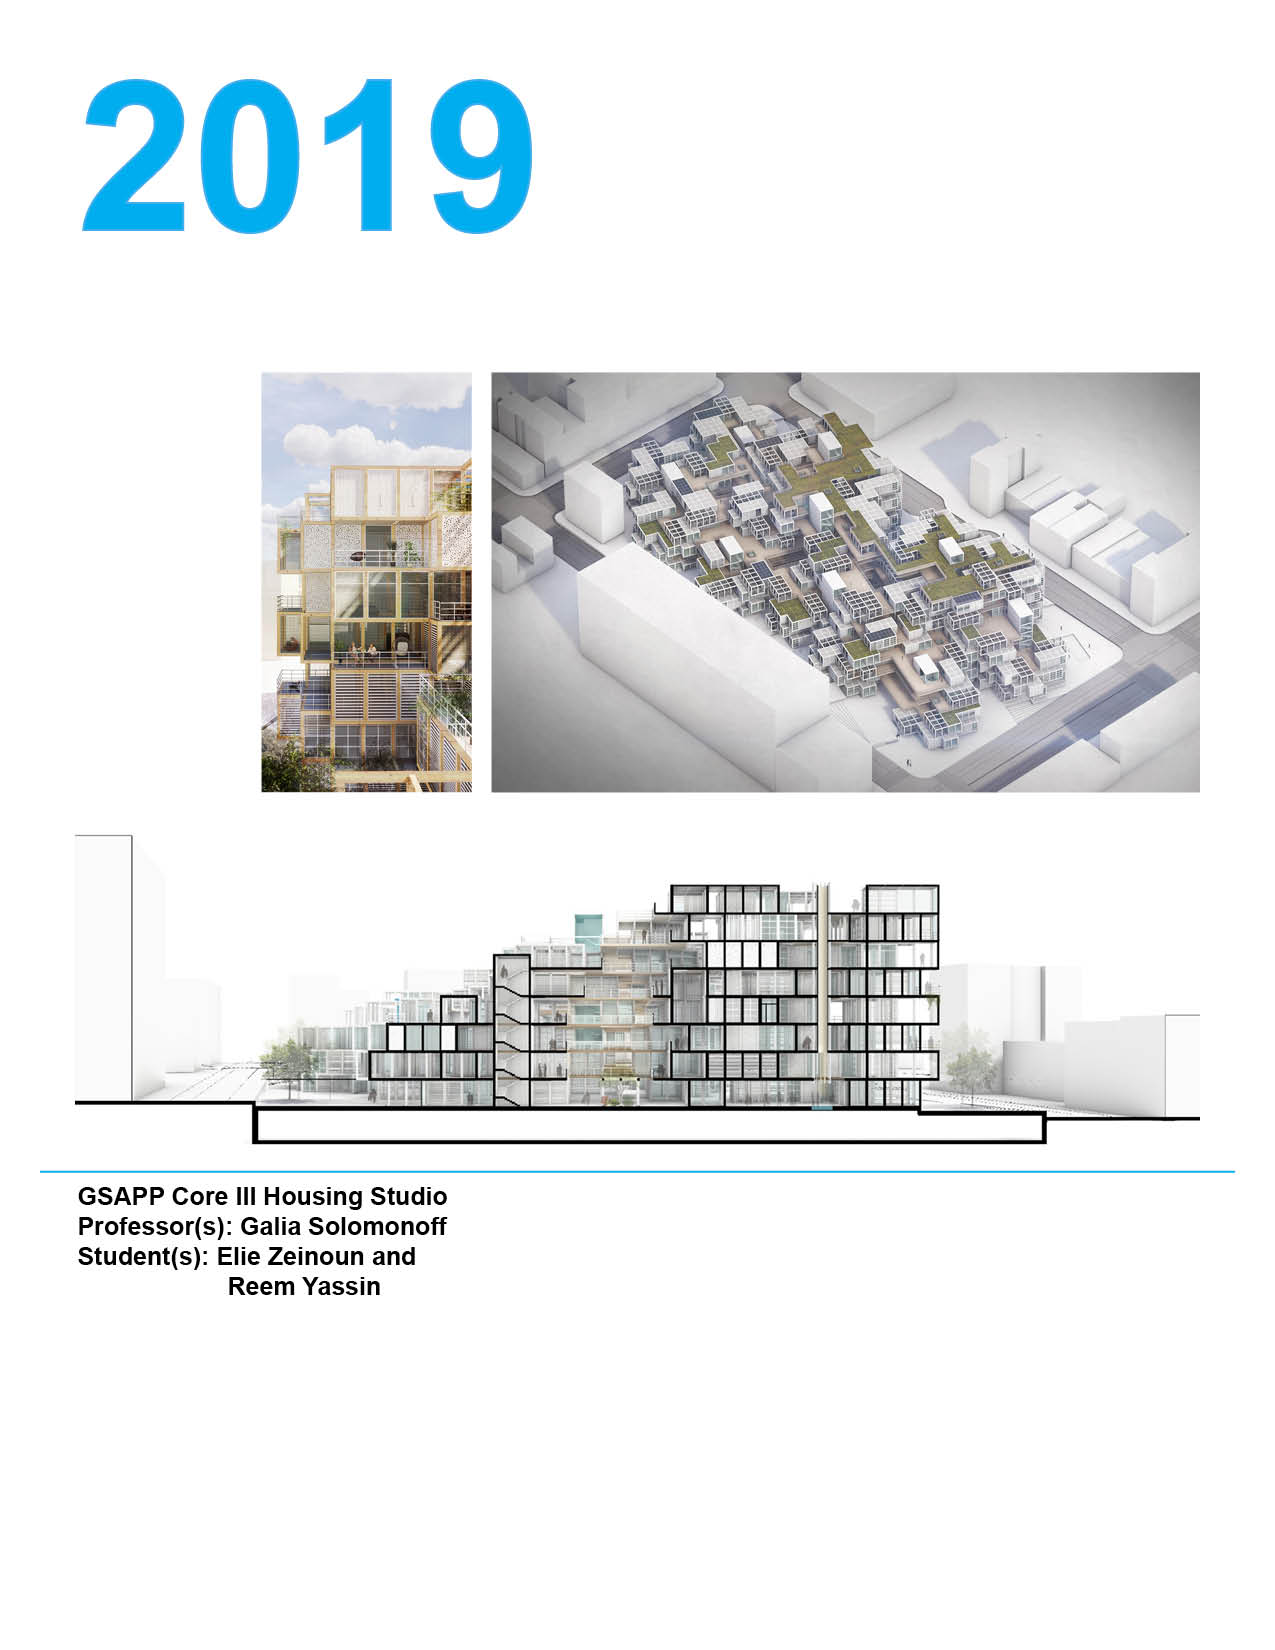 2019
GSAPP Core III Housing Studio
Professor(s): Galia Solomonoff
Student(s): Elie Zeinoun and
Reem Yassin